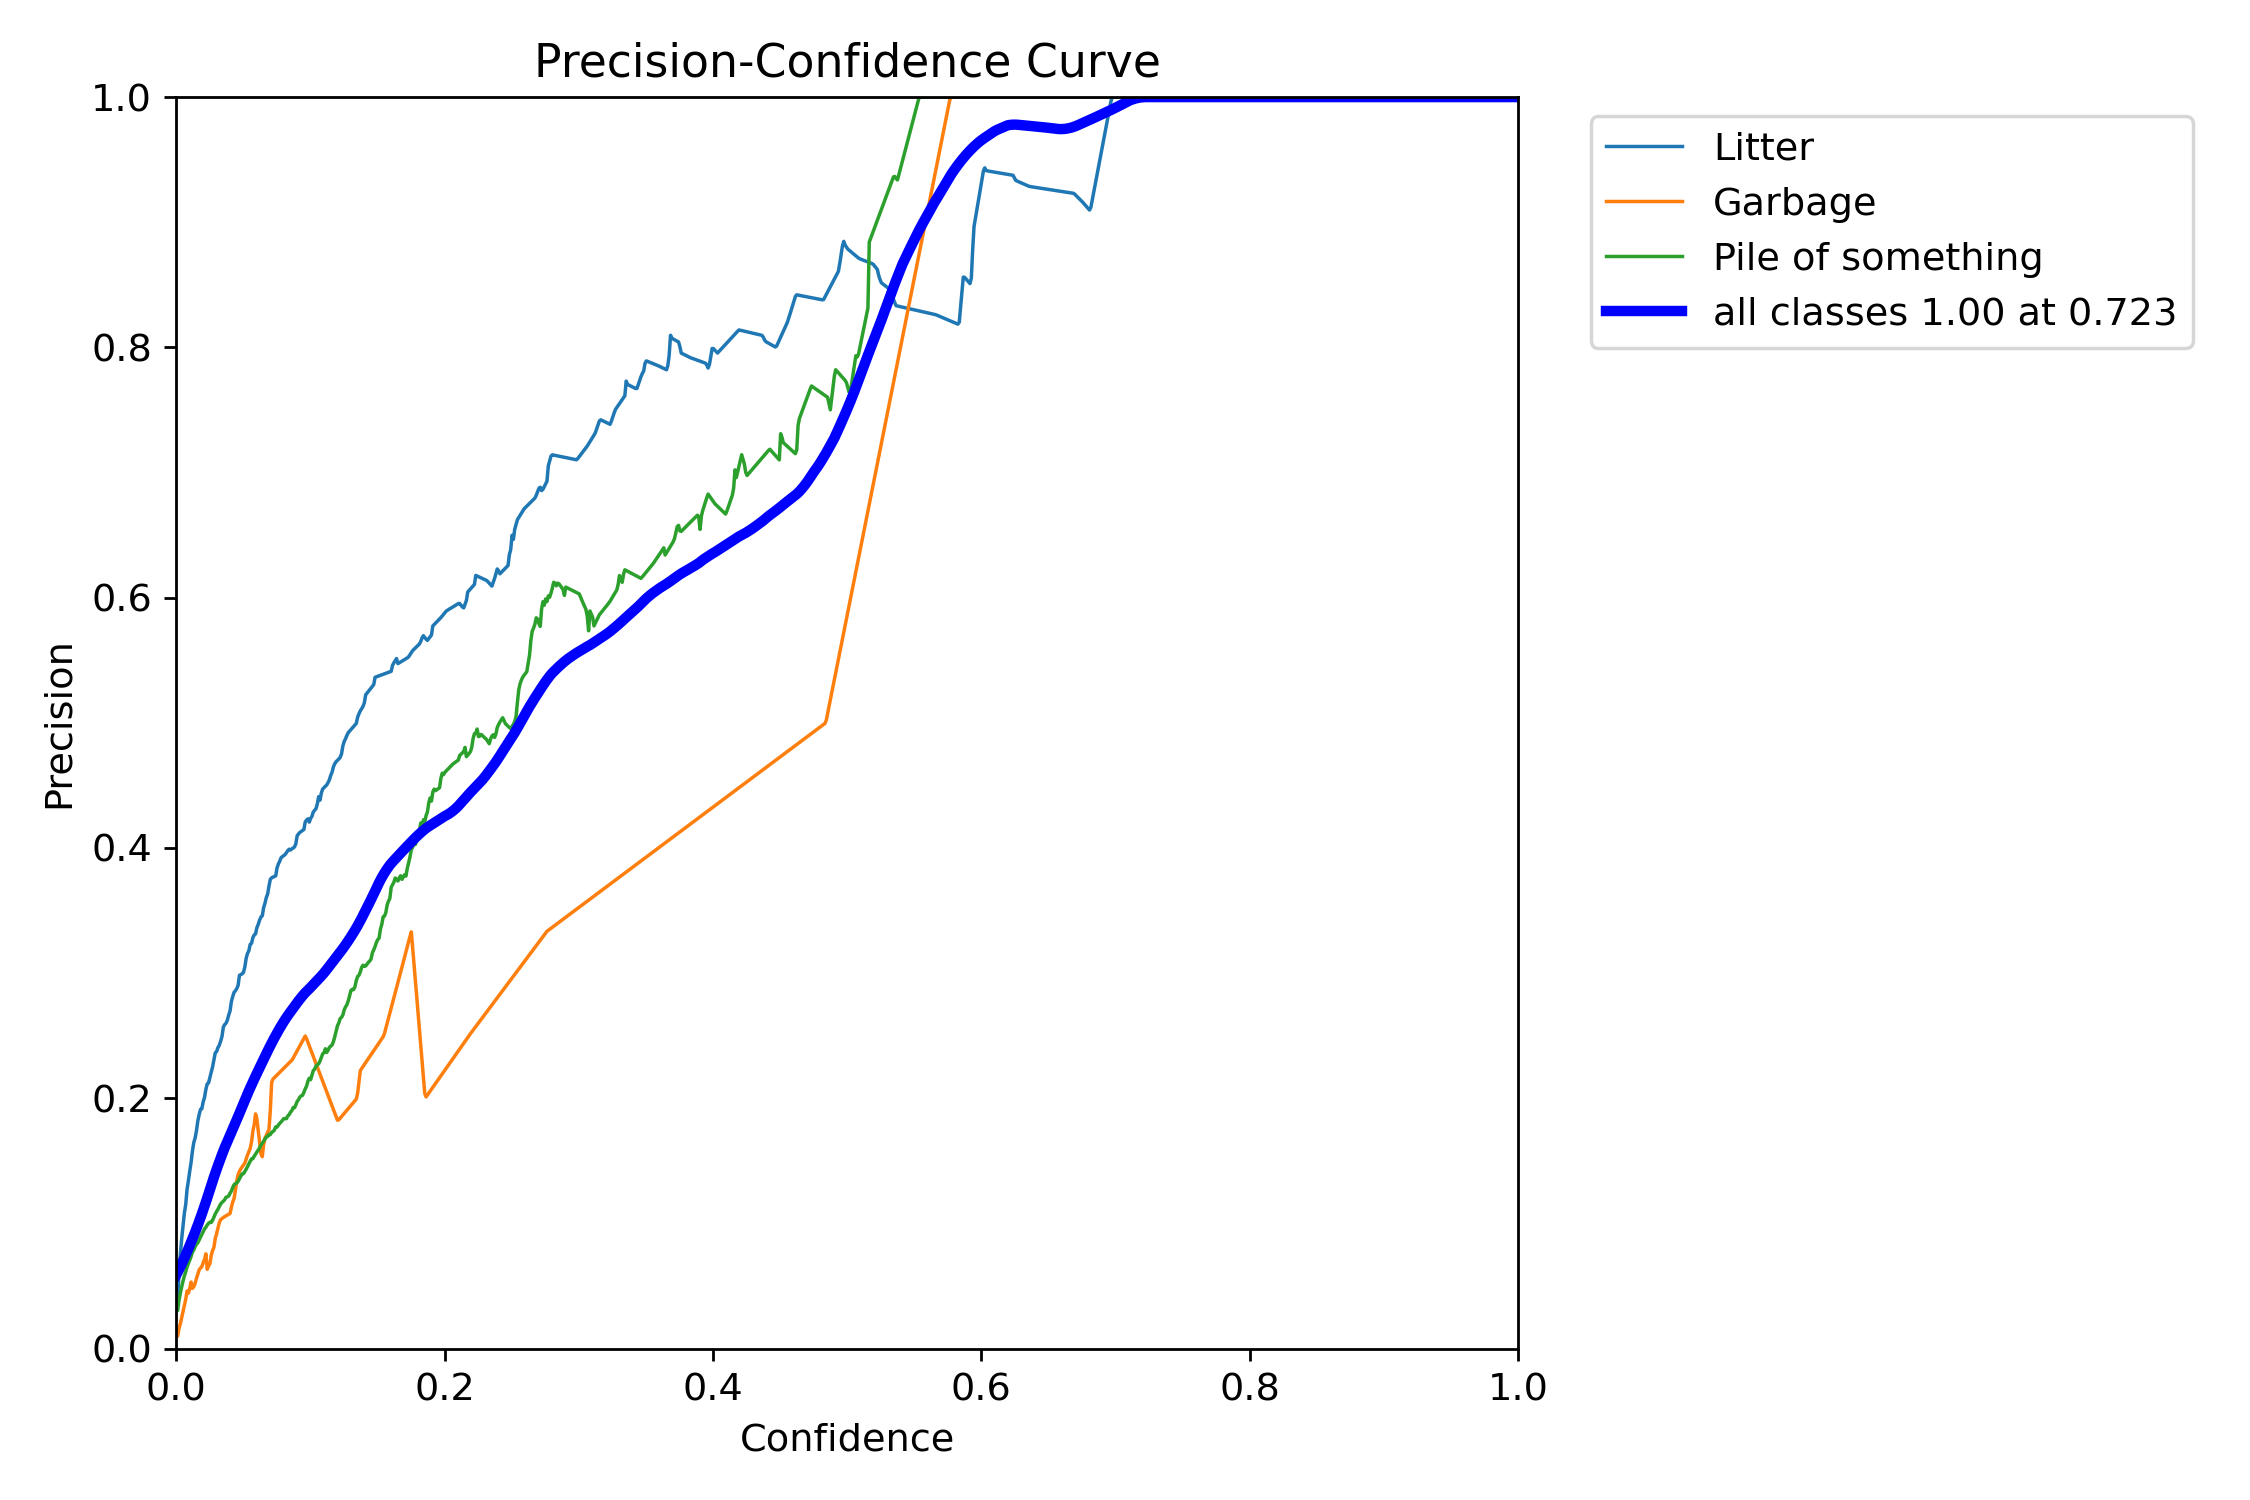 Precision-Confidence Curve
1.0
0.8
0.6
0.4
0.2
0.0
Precision
0.0 0.2 0.4 0.6 0.8 1.0
Confidence
Litter
Garbage
Pile of something
all classes 1.00 at 0.723